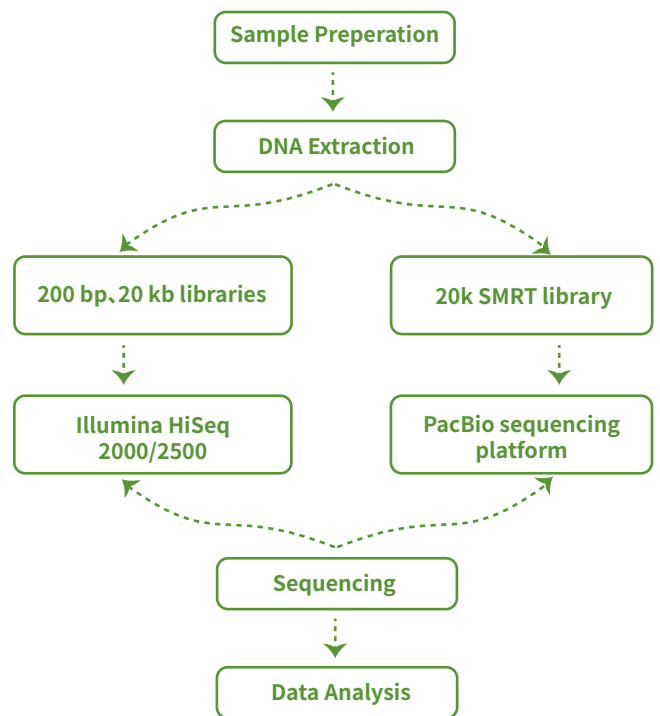 Sample Preperation
DNA Extraction
200 bp、20 kb libraries
20k SMRT library
Illumina HiSeq
2000/2500
PacBio sequencing
platform
Sequencing
Data Analysis